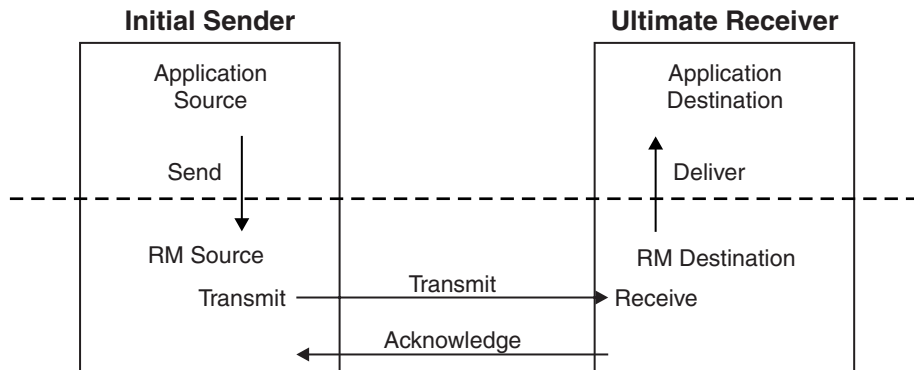 Initial Sender
Ultimate Receiver
Application
Source
Application
Destination
Send
Deliver
RM Source
RM Destination
Transmit
Transmit
Receive
Acknowledge